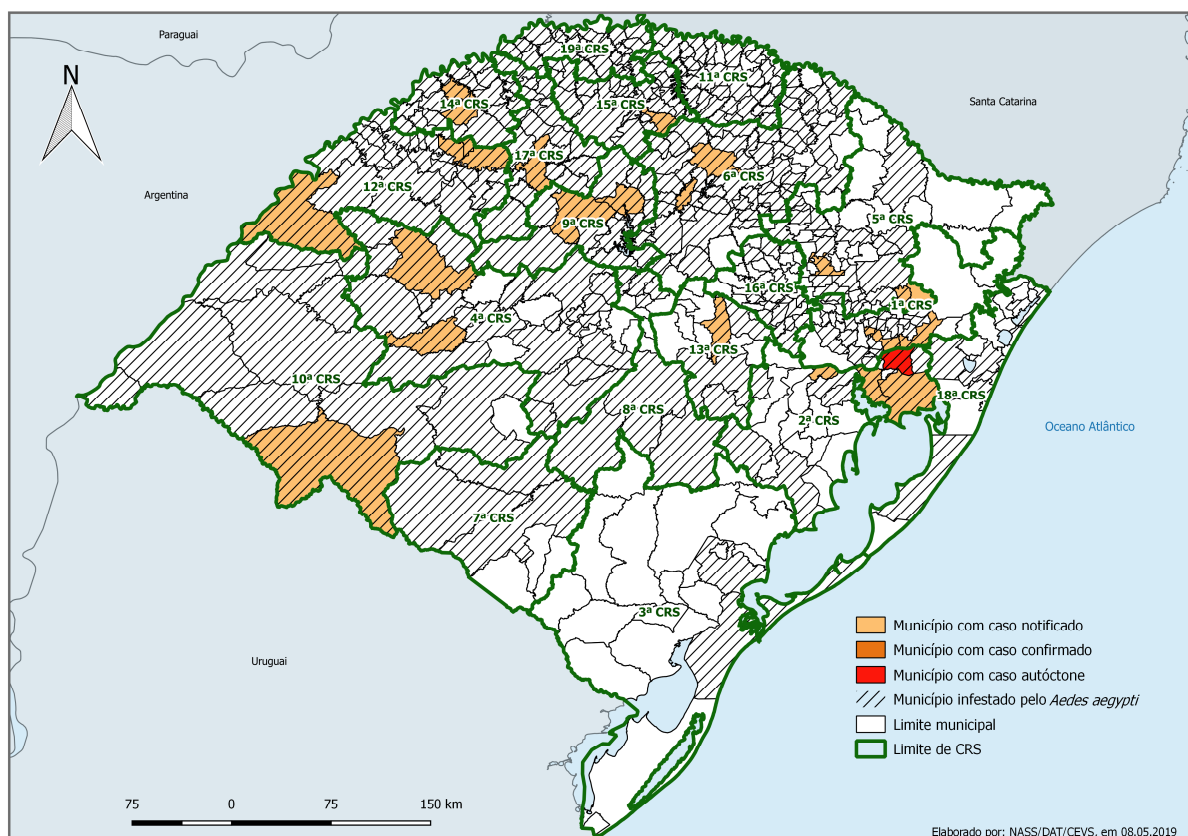 Paraguai
N
Santa Catarina
19ª CRS
11ª CRS
14ª CRS
15ª CRS
17ª CRS
6ª CRS
12ª CRS
Argentina
9ª CRS
5ª CRS
16ª CRS
1ª CRS
4ª CRS
13ª CRS
10ª CRS
18ª CRS
8ª CRS
2ª CRS
Oceano Atlântico
7ª CRS
3ª CRS
Uruguai
Município com caso notificado
Município com caso confirmado
Município com caso autóctone
Município infestado pelo Aedes aegypti
Limite municipal
Limite de CRS
75 0 75 150 km
Elaborado por: NASS/DAT/CEVS, em 08.05.2019